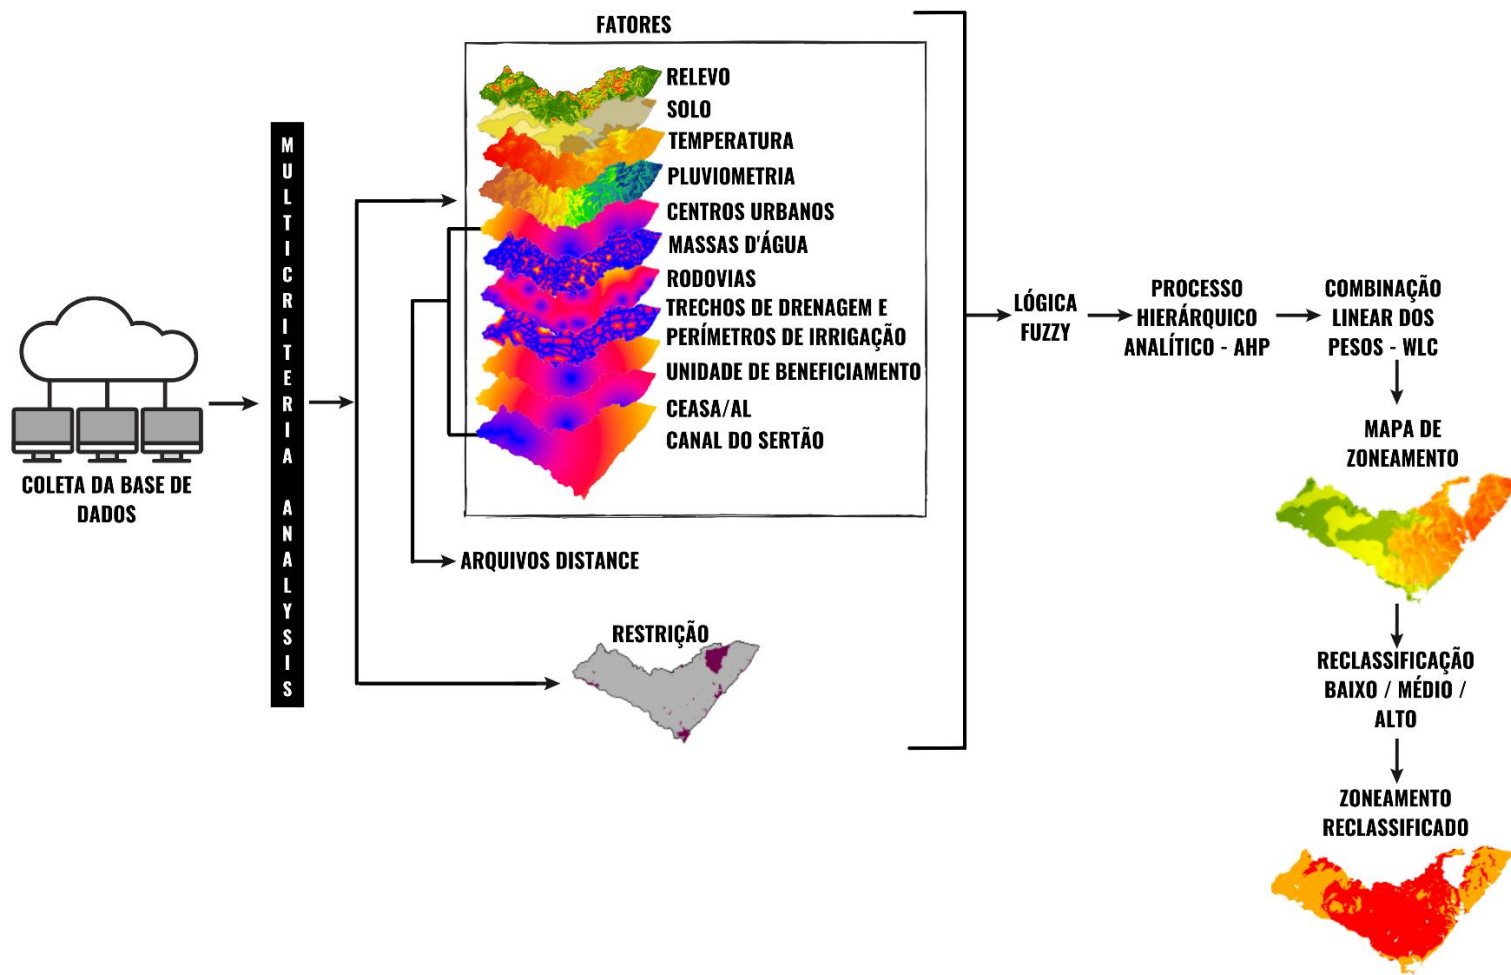 COLETA DA BASE DE
DADOS
MULTICRITERIA ANALYSIS
FATORES
RELEVO
SOLO
TEMPERATURA
PLUVIOMETRIA
CENTROS URBANOS
MASSAS D'ÁGUA
RODOVIAS
TRECHOS DE DRENAGEM E
PERÍMETROS DE IRRIGAÇÃO
UNIDADE DE BENEFICIAMENTO
CEASA/AL
CANAL DO SERTÃO
ARQUIVOS DISTANCE
RESTRIÇÃO
LÓGICA
FUZZY
PROCESSO
HIERÁRQUICO
ANALÍTICO - AHP
COMBINAÇÃO
LINEAR DOS
PESOS - WLC
MAPA DE
ZONEAMENTO
RECLASSIFICAÇÃO
BAIXO / MÉDIO /
ALTO
ZONEAMENTO
RECLASSIFICADO